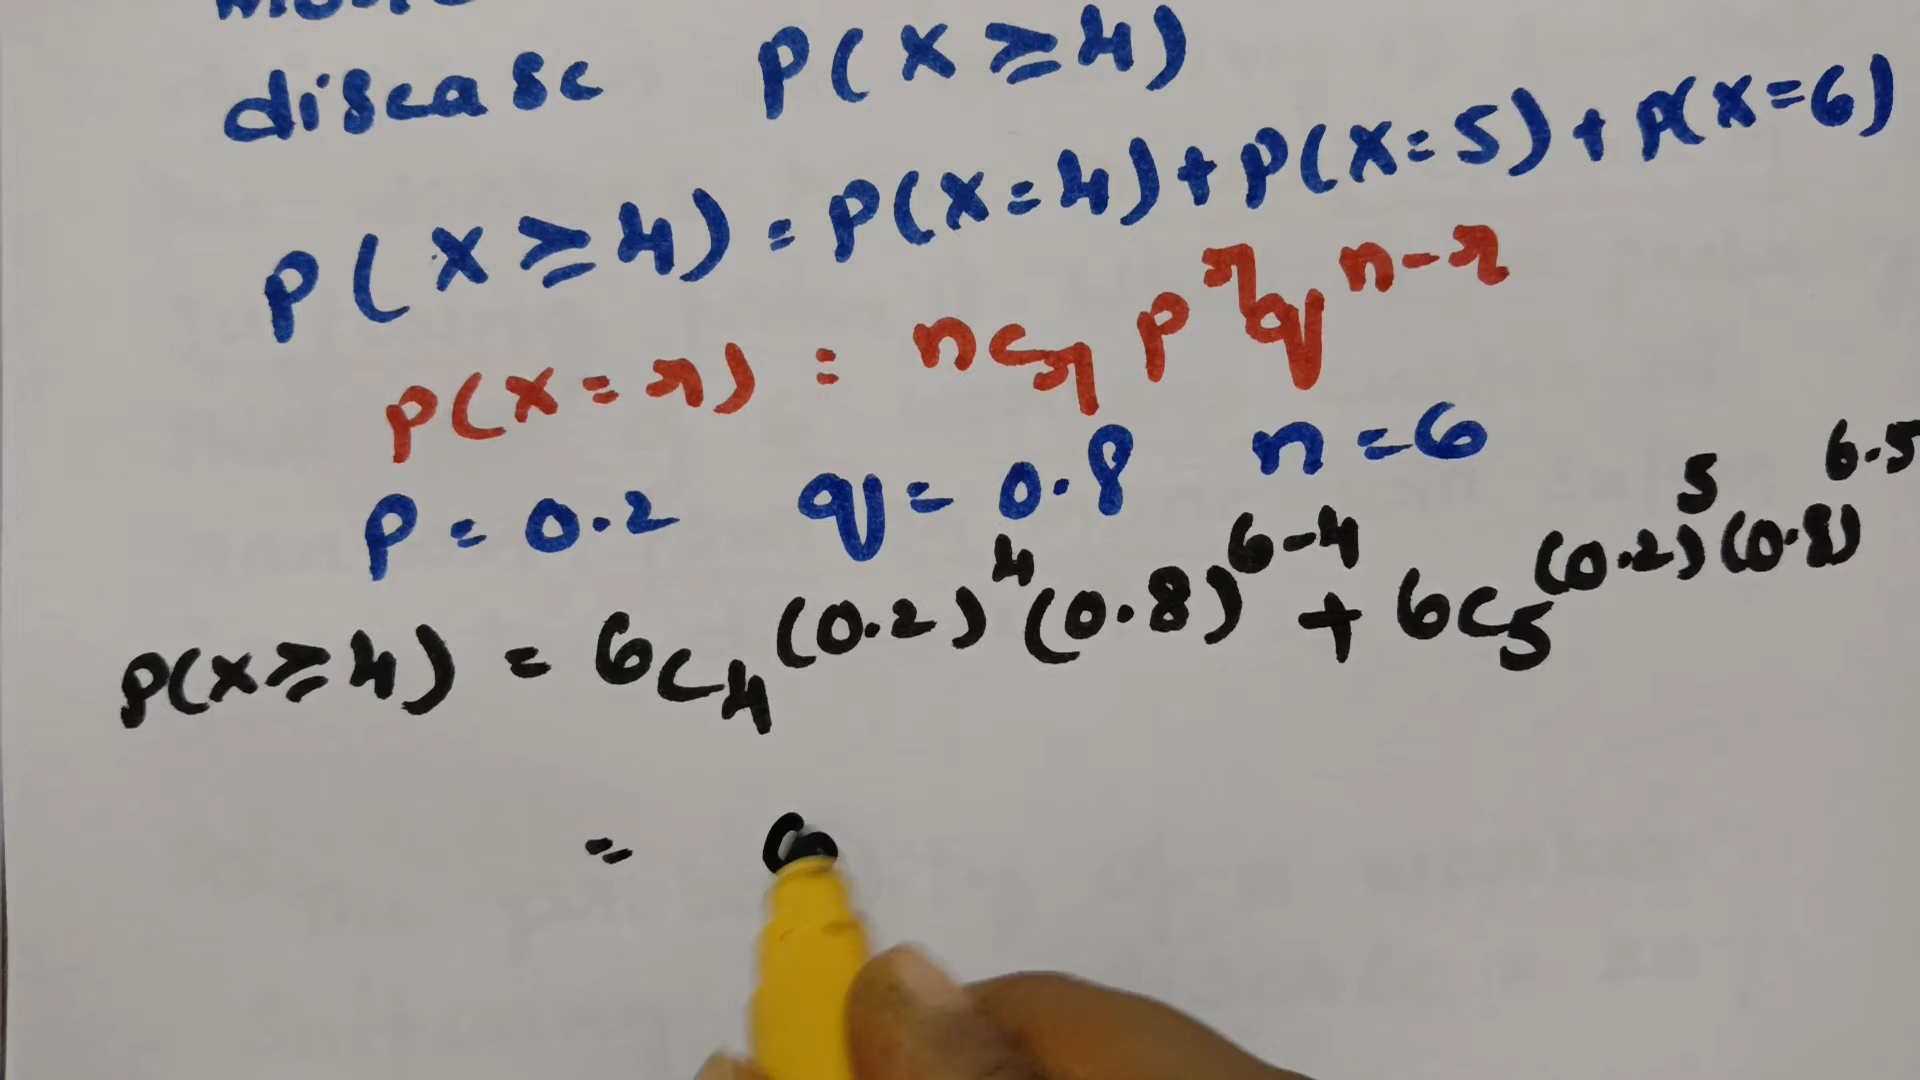 disease P(X≥4)
P(X≥4) = P(X=4)+P(X=5)+P(X=6)
P(X=r) = nCr p^r q^n-r
P = 0.2 q = 0.8 n = 6
P(X≥4) = 6C4 (0.2)^4 (0.8)^6-4 + 6C5 (0.2)^5 (0.8)^6-5
=